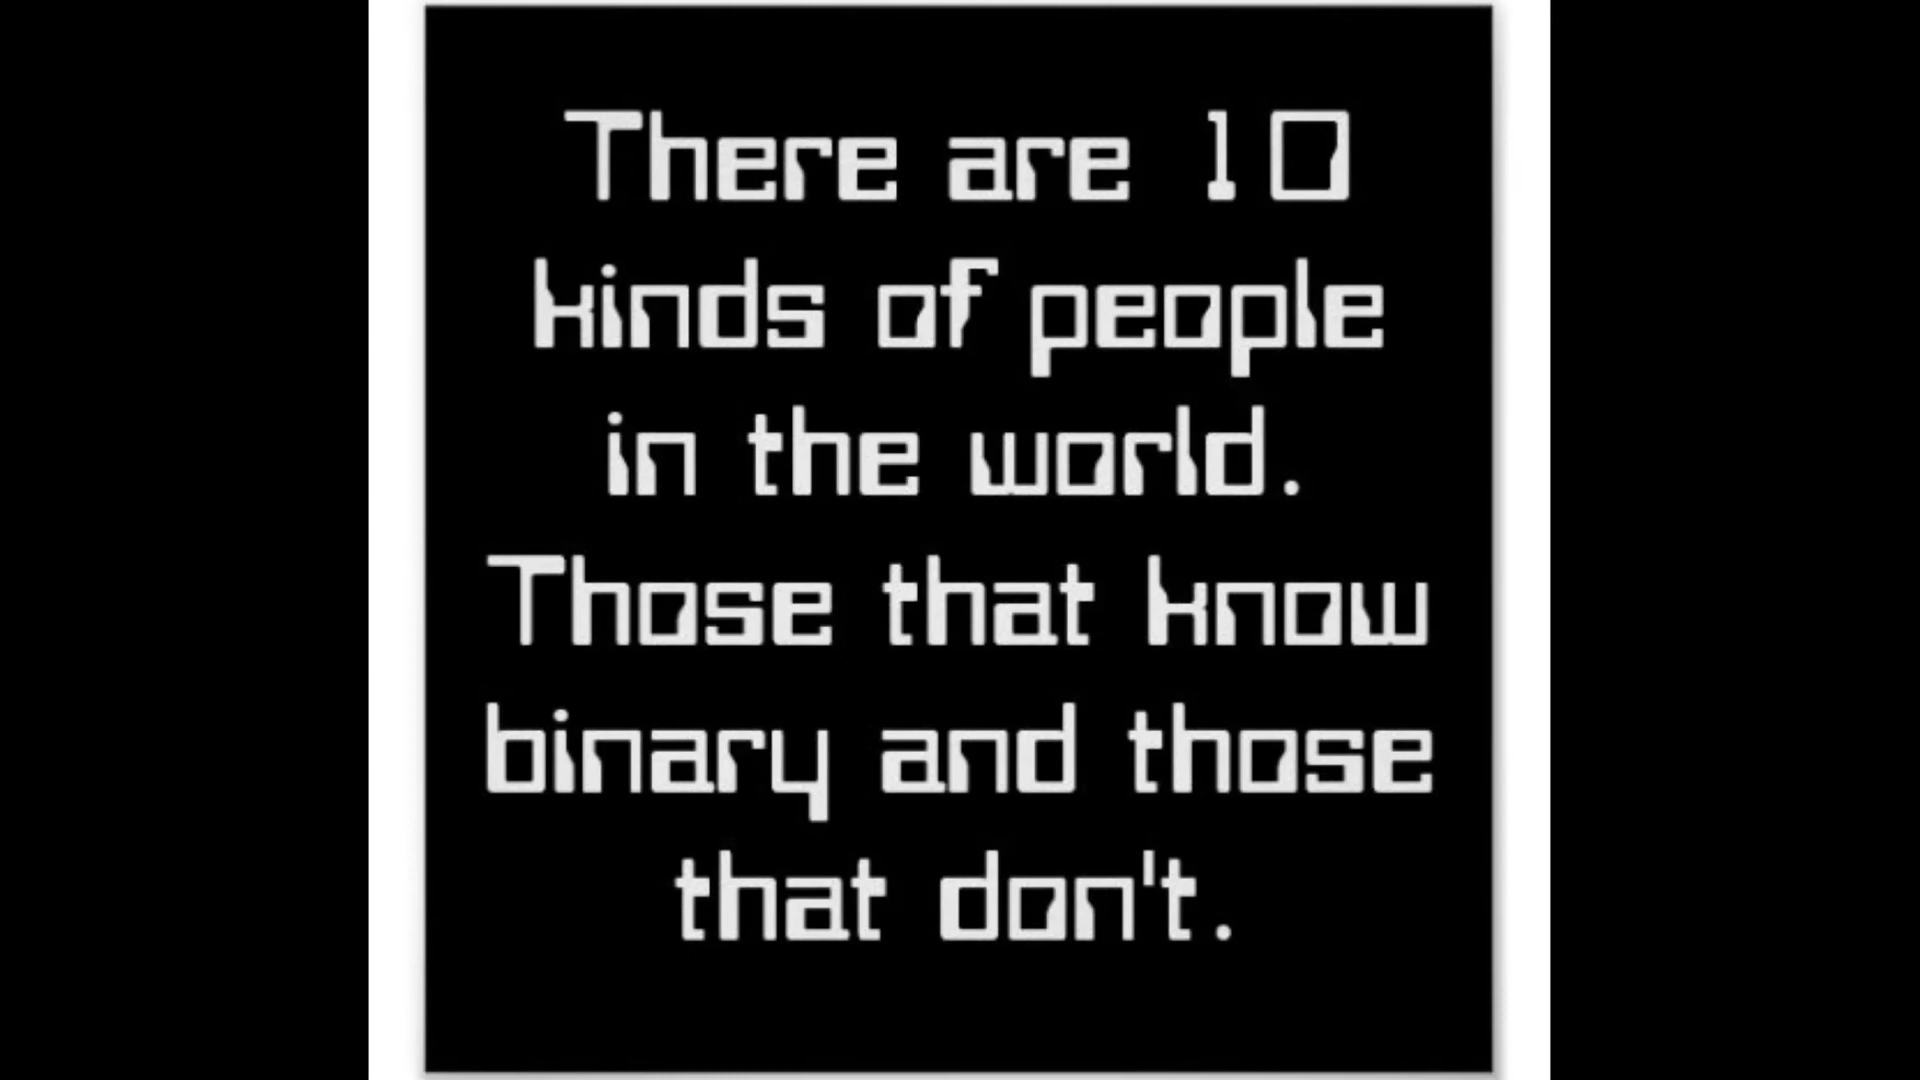 There are 10
kinds of people
in the world.
Those that know
binary and those
that don't.